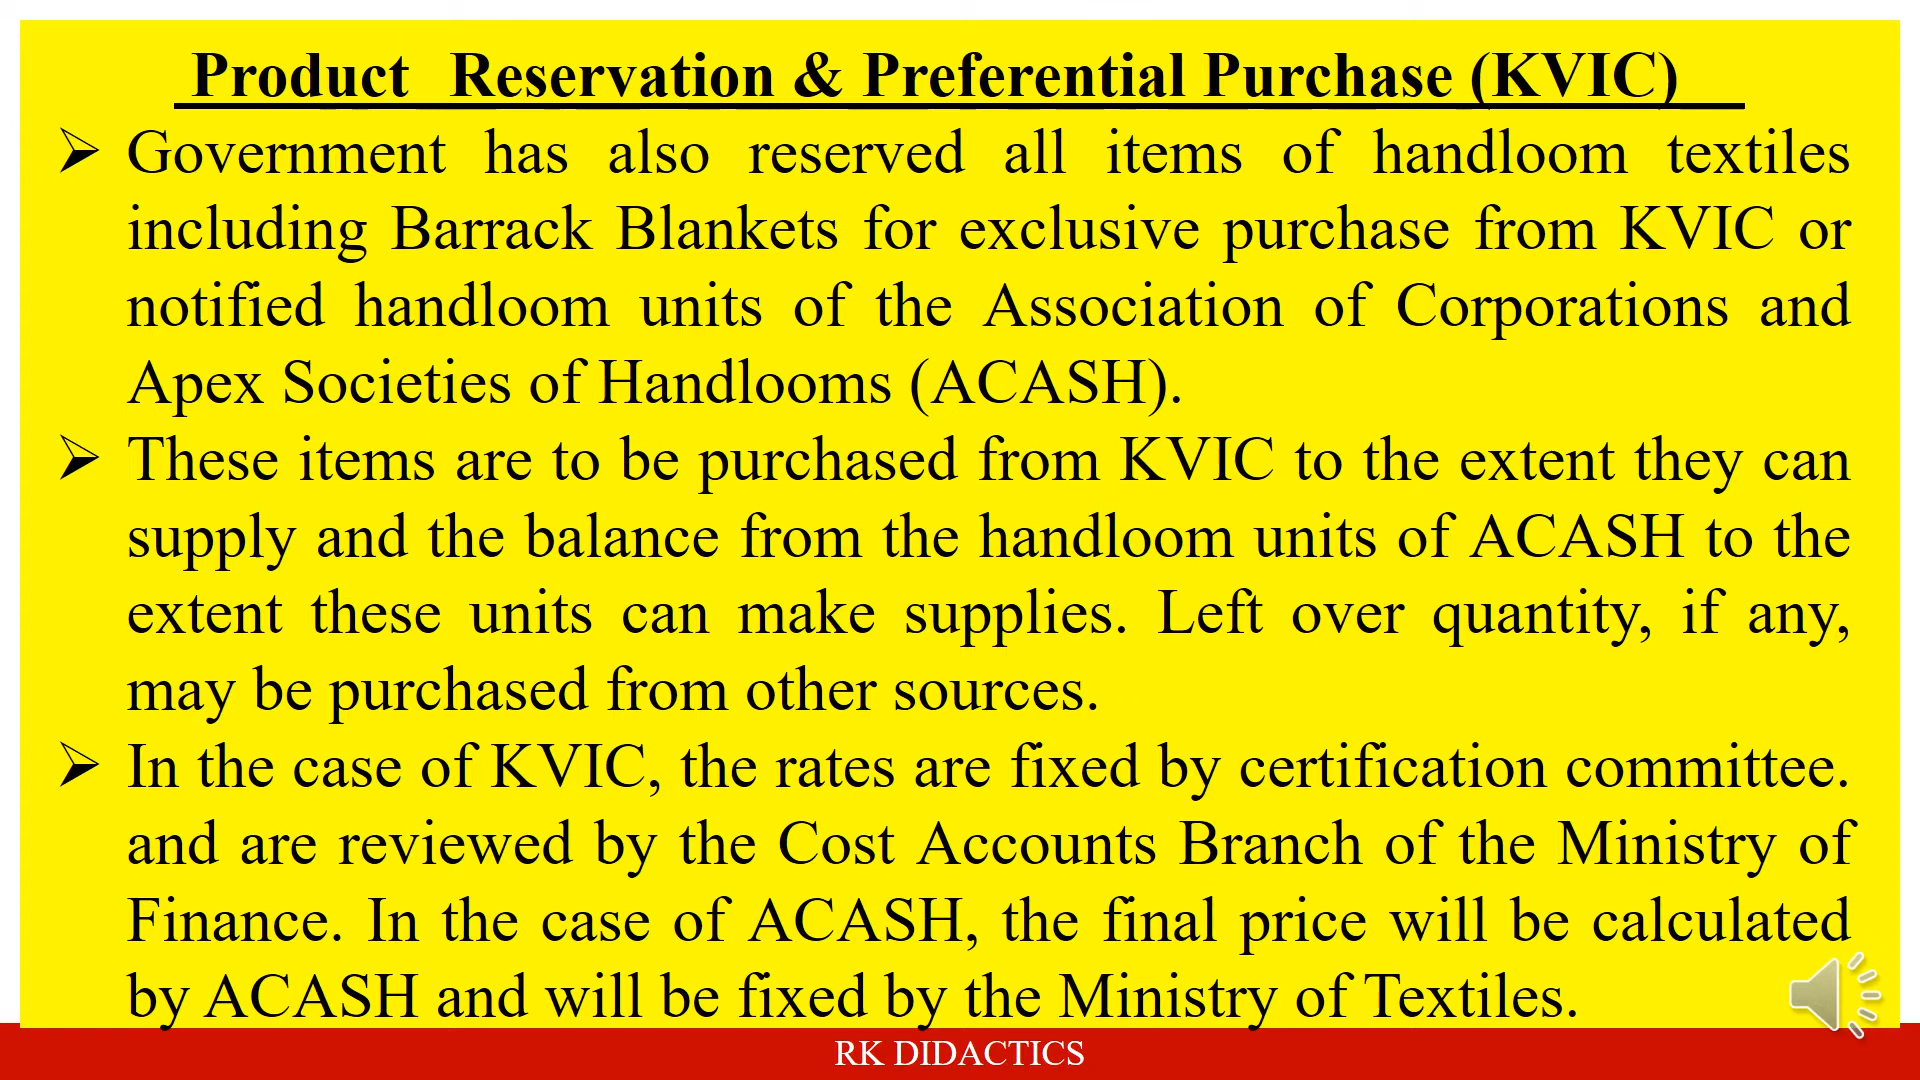 Product Reservation & Preferential Purchase (KVIC)
➢ Government has also reserved all items of handloom textiles
including Barrack Blankets for exclusive purchase from KVIC or
notified handloom units of the Association of Corporations and
Apex Societies of Handlooms (ACASH).
➢ These items are to be purchased from KVIC to the extent they can
supply and the balance from the handloom units of ACASH to the
extent these units can make supplies. Left over quantity, if any,
may be purchased from other sources.
➢ In the case of KVIC, the rates are fixed by certification committee.
and are reviewed by the Cost Accounts Branch of the Ministry of
Finance. In the case of ACASH, the final price will be calculated
by ACASH and will be fixed by the Ministry of Textiles.
RK DIDACTICS